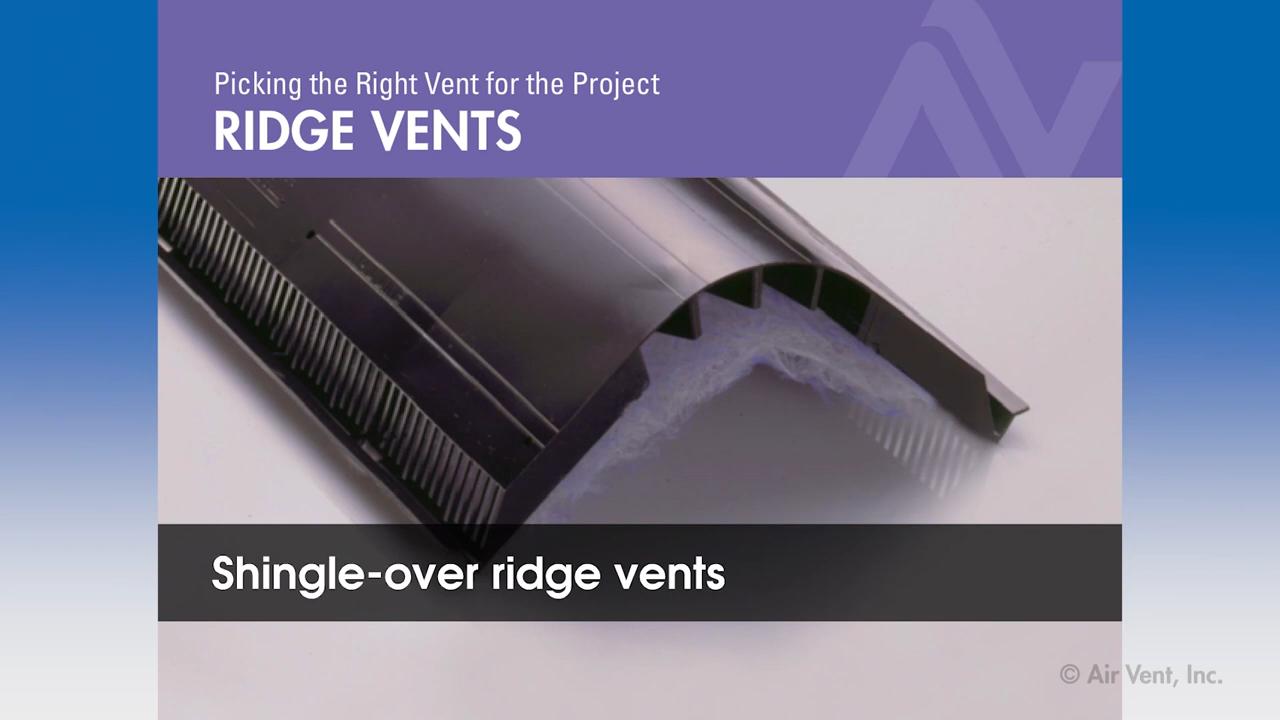 Picking the Right Vent for the Project
RIDGE VENTS
Shingle-over ridge vents
© Air Vent, Inc.